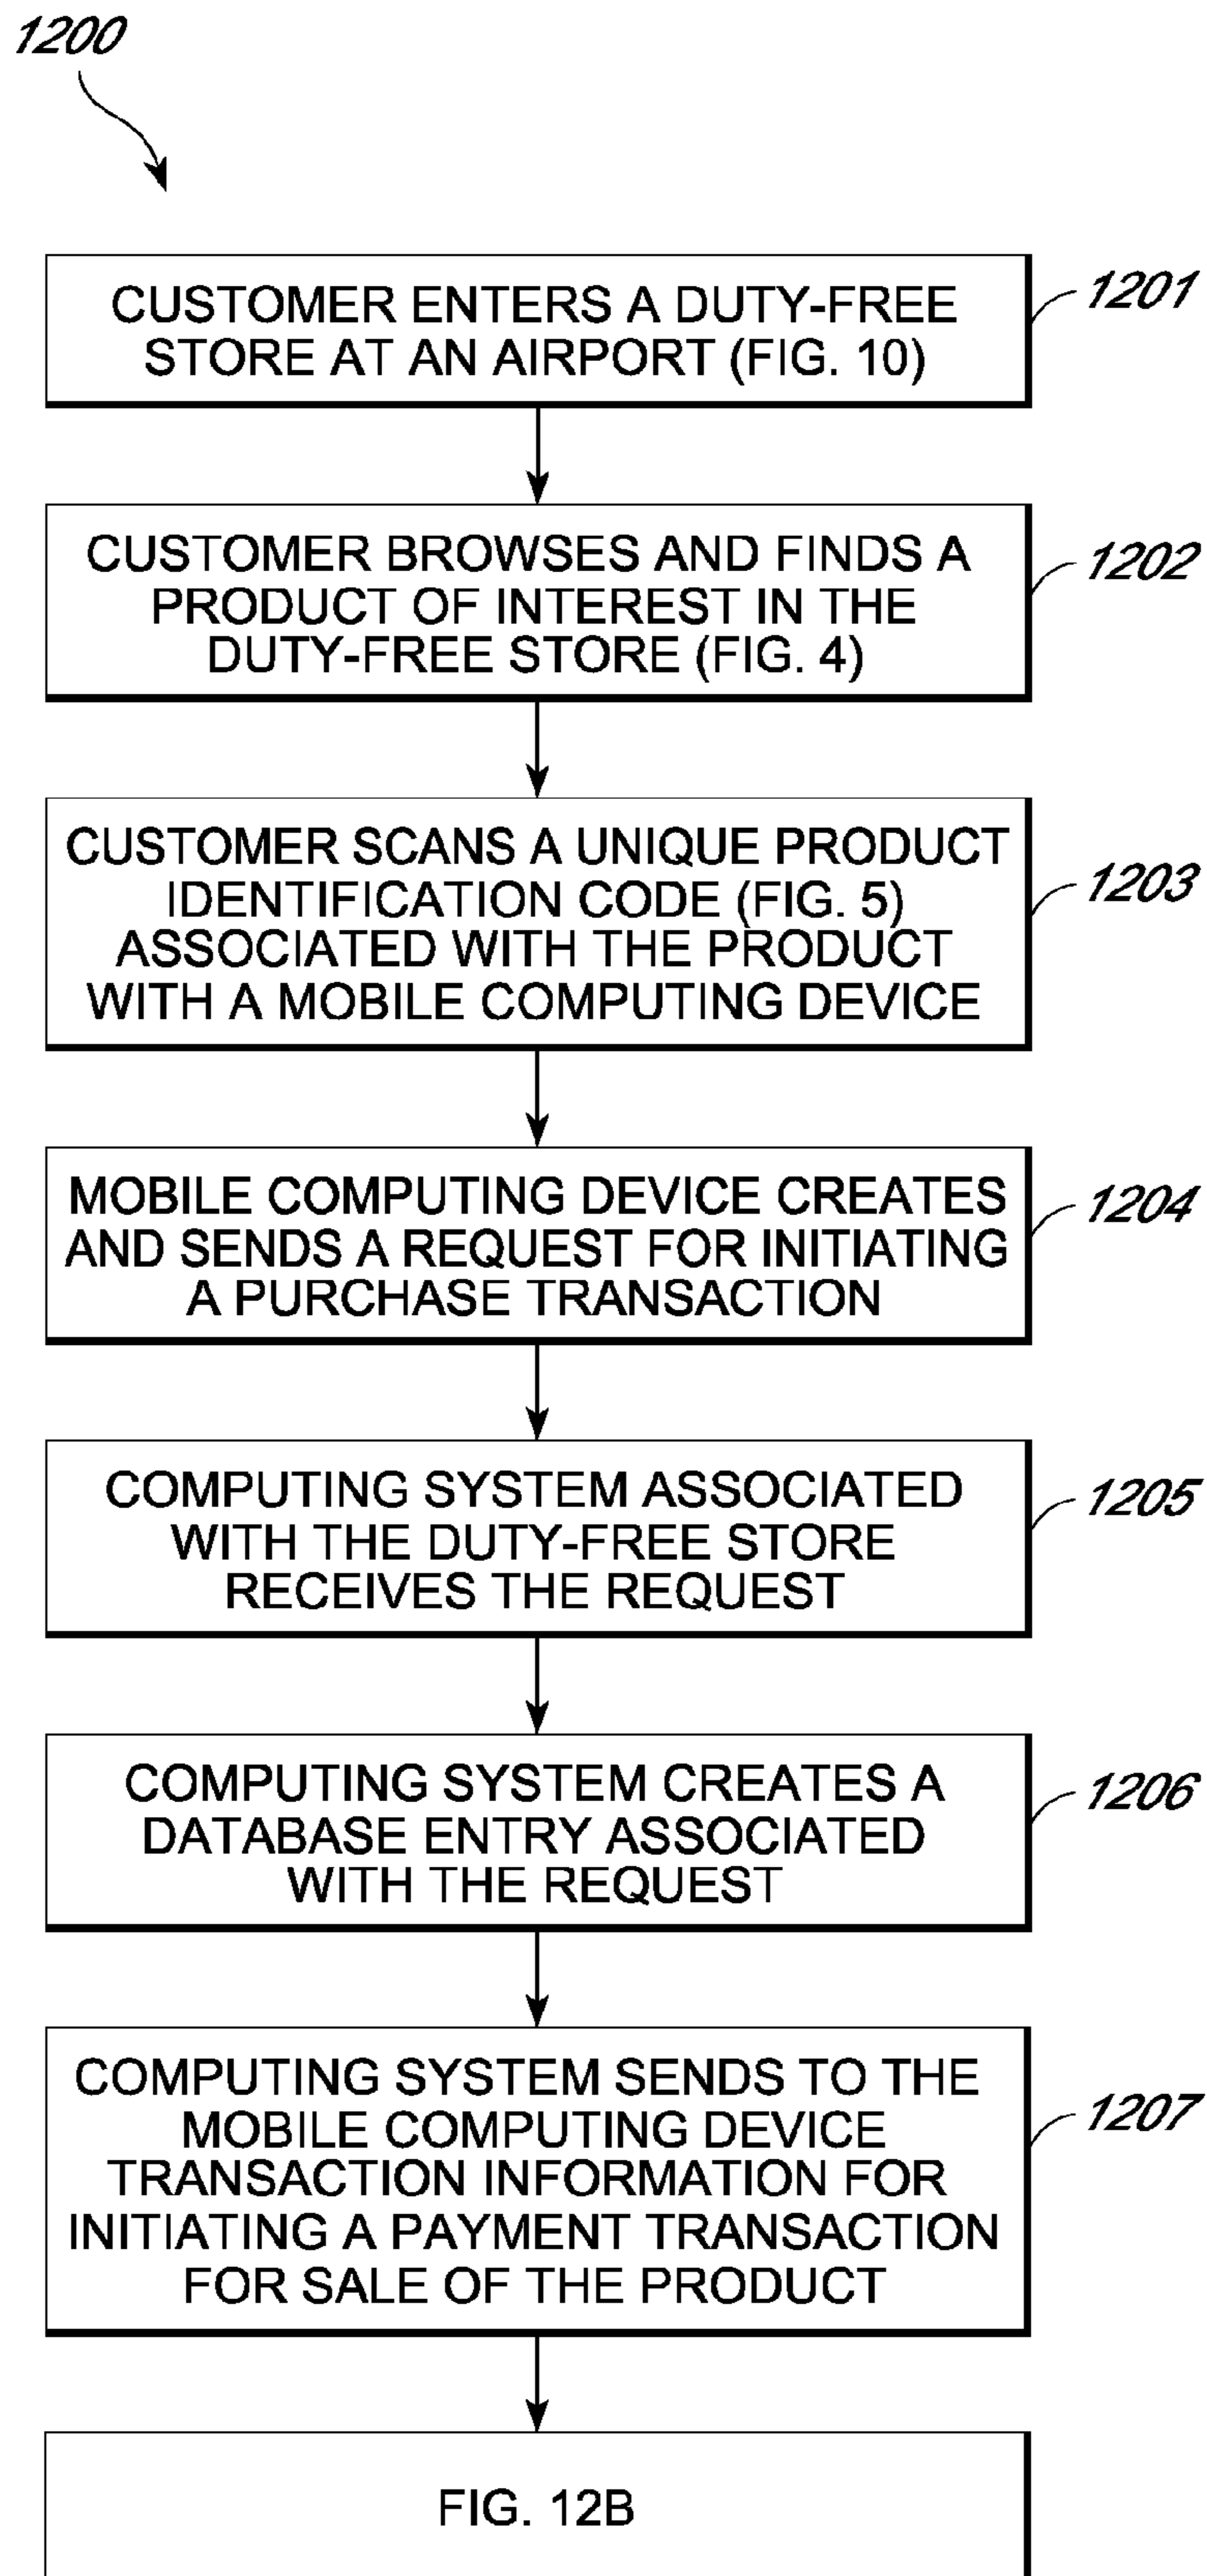 1200
CUSTOMER ENTERS A DUTY-FREE
STORE AT AN AIRPORT (FIG. 10)
1201
CUSTOMER BROWSES AND FINDS A
PRODUCT OF INTEREST IN THE
DUTY-FREE STORE (FIG. 4)
1202
CUSTOMER SCANS A UNIQUE PRODUCT
IDENTIFICATION CODE (FIG. 5)
ASSOCIATED WITH THE PRODUCT
WITH A MOBILE COMPUTING DEVICE
1203
MOBILE COMPUTING DEVICE CREATES
AND SENDS A REQUEST FOR INITIATING
A PURCHASE TRANSACTION
1204
COMPUTING SYSTEM ASSOCIATED
WITH THE DUTY-FREE STORE
RECEIVES THE REQUEST
1205
COMPUTING SYSTEM CREATES A
DATABASE ENTRY ASSOCIATED
WITH THE REQUEST
1206
COMPUTING SYSTEM SENDS TO THE
MOBILE COMPUTING DEVICE
TRANSACTION INFORMATION FOR
INITIATING A PAYMENT TRANSACTION
FOR SALE OF THE PRODUCT
1207
FIG. 12B